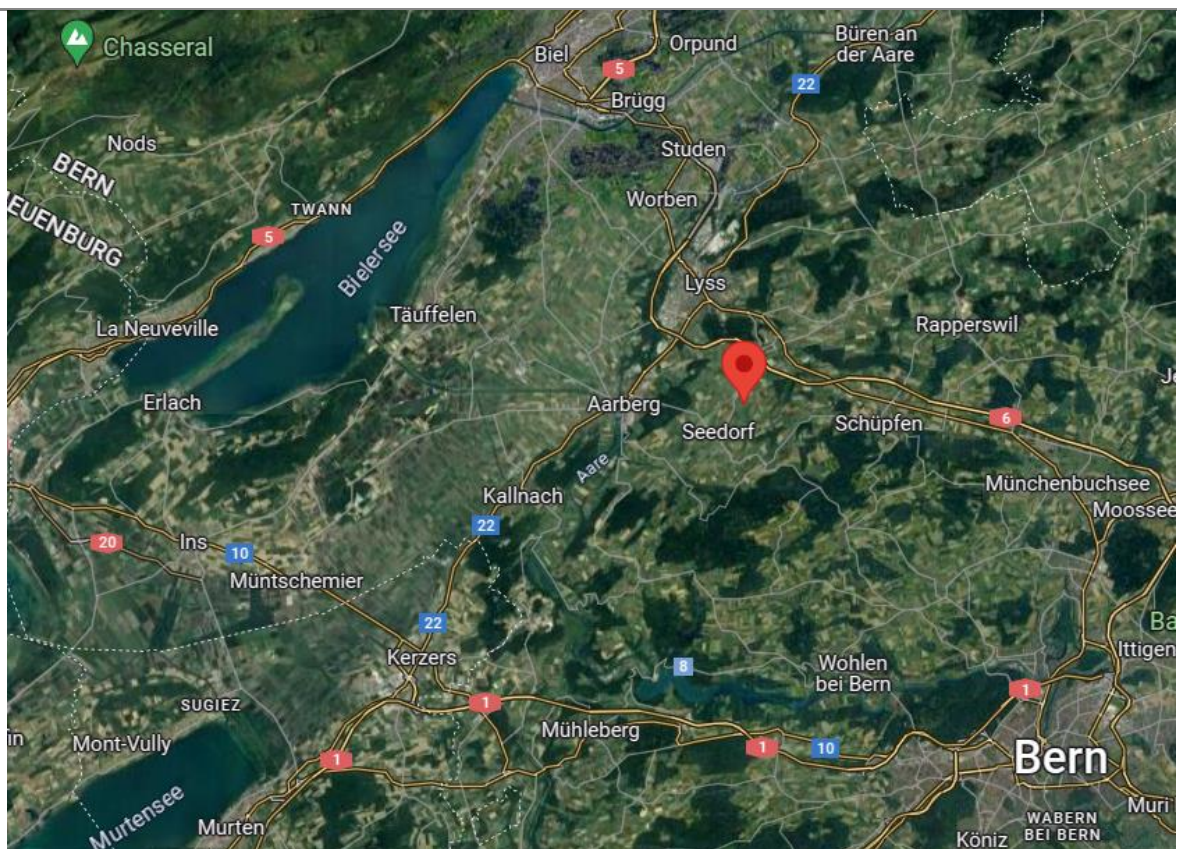 Chasseral
Biel
Orpund
Büren an
der Aare
5
22
Brügg
Nods
Studen
BERN
Worben
TWANN
EUENBURG
5
Bielersee
Lyss
Täuffelen
La Neuveville
Rapperswil
Erlach
Aarberg
Seedorf
Schüpfen
6
Aare
Kallnach
Münchenbuchsee
Moossee
22
20
Ins
10
Müntschemier
22
Kerzers
8
Wohlen
bei Bern
Ba
Ittigen
1
SUGIEZ
1
in
Mont-Vully
Mühleberg
1
10
Bern
1
Murtensee
Murten
Muri
WABERN
BEI BERN
Köniz